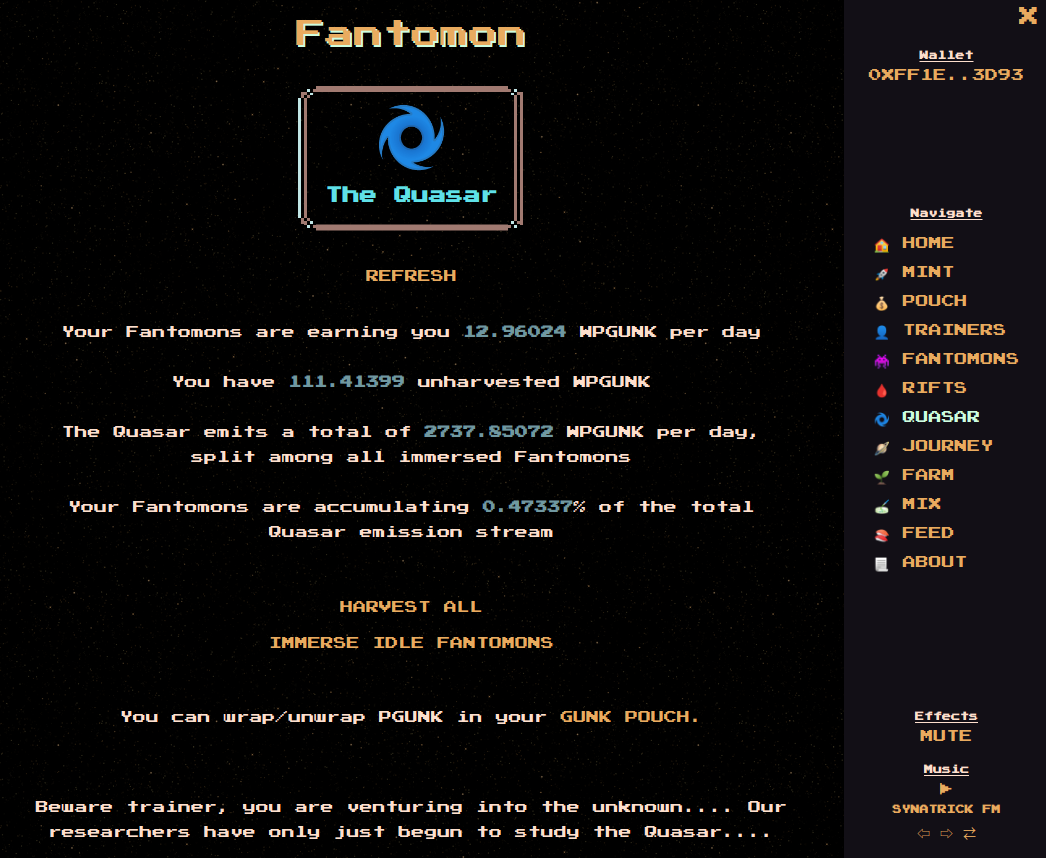 Fantomon
The Quasar
REFRESH
Your Fantomons are earning you 12.96024 WPGUNK per day
You have 111.41399 unharvested WPGUNK
The Quasar emits a total of 2737.85072 WPGUNK per day,
split among all immersed Fantomons
Your Fantomons are accumulating 0.47337% of the total
Quasar emission stream
HARVEST ALL
IMMERSE IDLE FANTOMONS
You can wrap/unwrap PGUNK in your GUNK POUCH.
Beware trainer, you are venturing into the unknown.... Our
researchers have only just begun to study the Quasar....
Wallet
0XFF1E..3D93
Navigate
HOME
MINT
POUCH
TRAINERS
FANTOMONS
RIFTS
QUASAR
JOURNEY
FARM
MIX
FEED
ABOUT
Effects
MUTE
Music
SYNATRICK FM